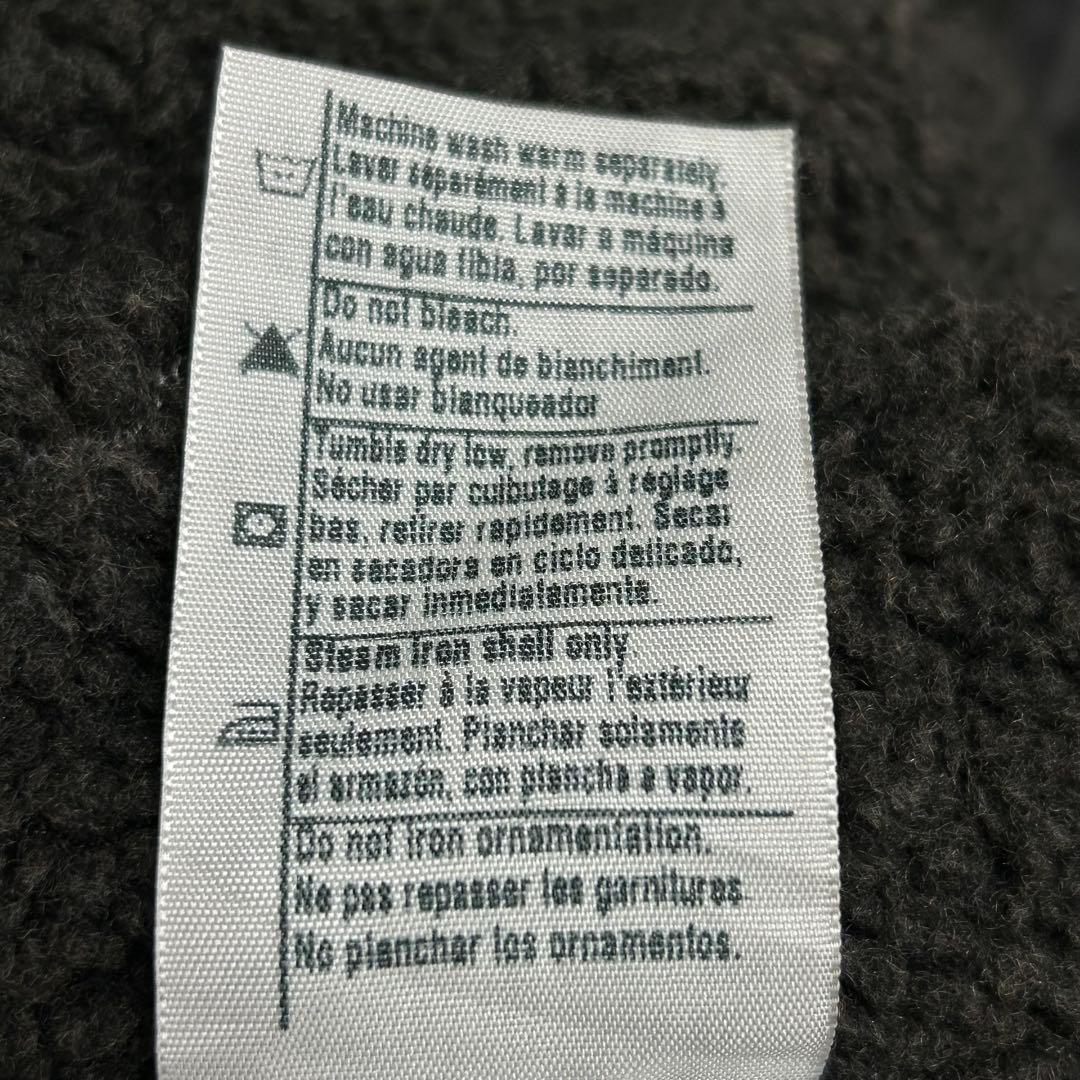 Machine wash warm separately.
Laver séparément à la machine à
l'eau chaude. Lavar a máquina
con agua tibia, por separado.
Do not bleach.
Aucun agent de blanchiment.
No usar blanqueador
Tumble dry low, remove promptly.
Sécher par culbutage à réglage
bas, retirer rapidement. Secar
en secadora en ciclo delicado,
y sacar inmediatamente.
Steam iron shell only.
Repasser à la vapeur l'extérieur
seulement. Planchar solamente
el armazón, con plancha a vapor.
Do not iron ornamentation.
Ne pas repasser les garnitures.
No planchar los ornamentos.